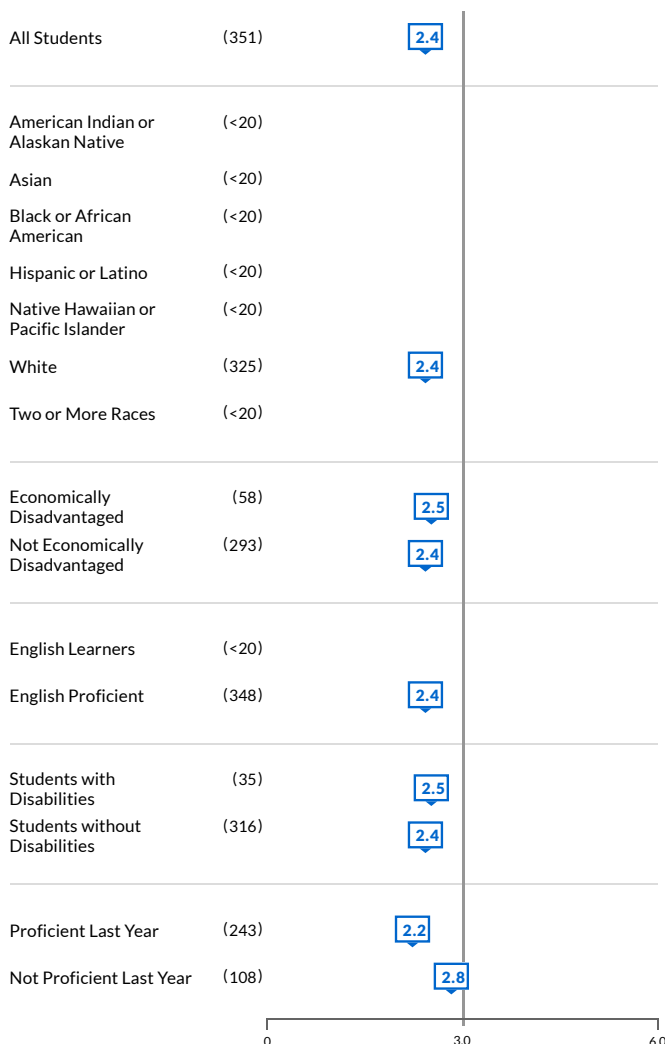 All Students (351) 2.4
American Indian or (<20)
Alaskan Native
Asian (<20)
Black or African (<20)
American
Hispanic or Latino (<20)
Native Hawaiian or (<20)
Pacific Islander
White (325) 2.4
Two or More Races (<20)
Economically (58) 2.5
Disadvantaged
Not Economically (293) 2.4
Disadvantaged
English Learners (<20)
English Proficient (348) 2.4
Students with (35) 2.5
Disabilities
Students without (316) 2.4
Disabilities
Proficient Last Year (243) 2.2
Not Proficient Last Year (108) 2.8
0 3.0 6.0